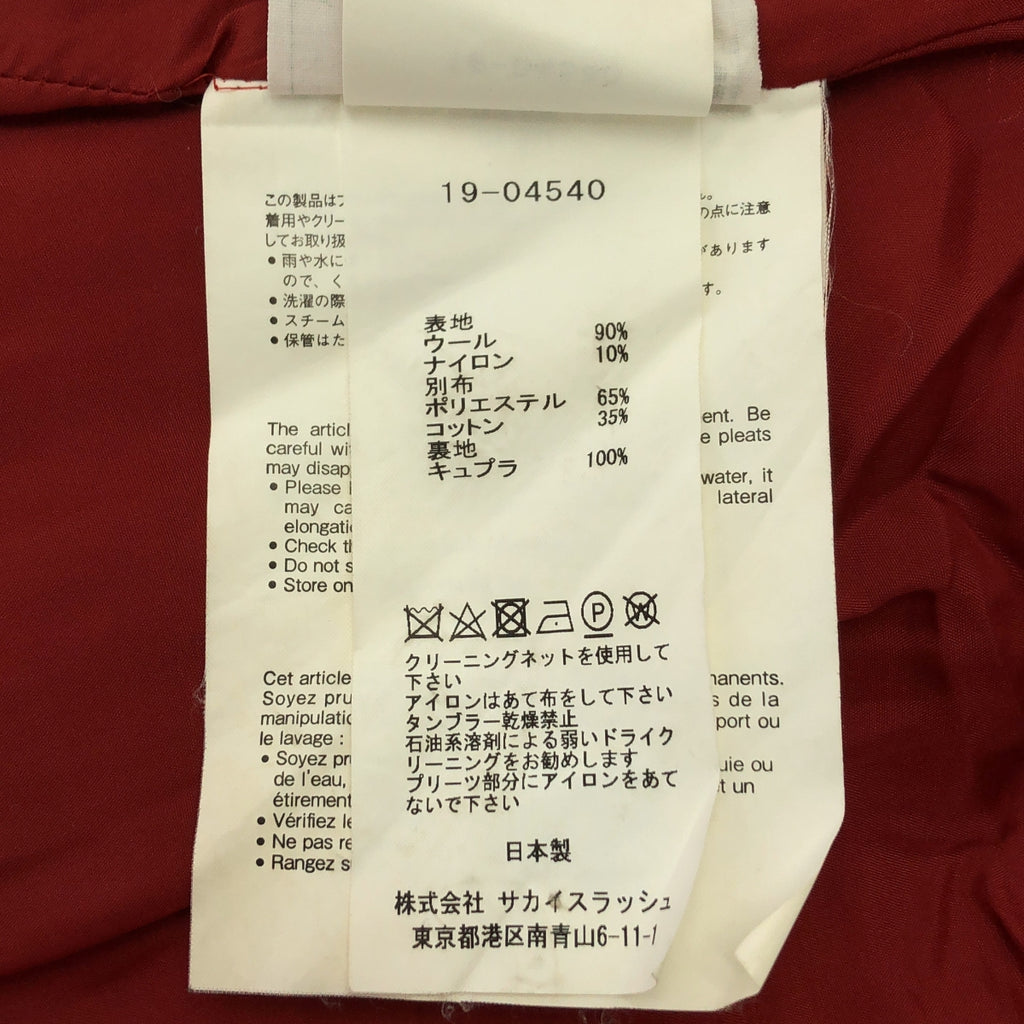 19-04540
表地
ウール 90%
ナイロン 10%
別布
ポリエステル 65%
コットン 35%
裏地
キュプラ 100%
クリーニングネットを使用して
下さい
アイロンはあて布をして下さい
タンブラー乾燥禁止
石油系溶剤による弱いドライク
リーニングをお勧めします
プリーツ部分にアイロンをあて
ないで下さい
日本製
株式会社 サカイスラッシュ
東京都港区南青山6-11-1
この製品は
着用やクリー の点に注意
してお取り扱
● 雨や水に があります
ので、く
● 洗濯の際 す。
● スチーム
● 保管はた
The articl ent. Be
careful wi e pleats
may disap
● Please water, it
may ca lateral
elongati
● Check t
● Do not s
● Store on
Cet article manents.
Soyez pru s de la
manipulatio port ou
le lavage :
● Soyez pr uie ou
de l'eau, t un
étirement
● Vérifiez le
● Ne pas re
● Rangez s